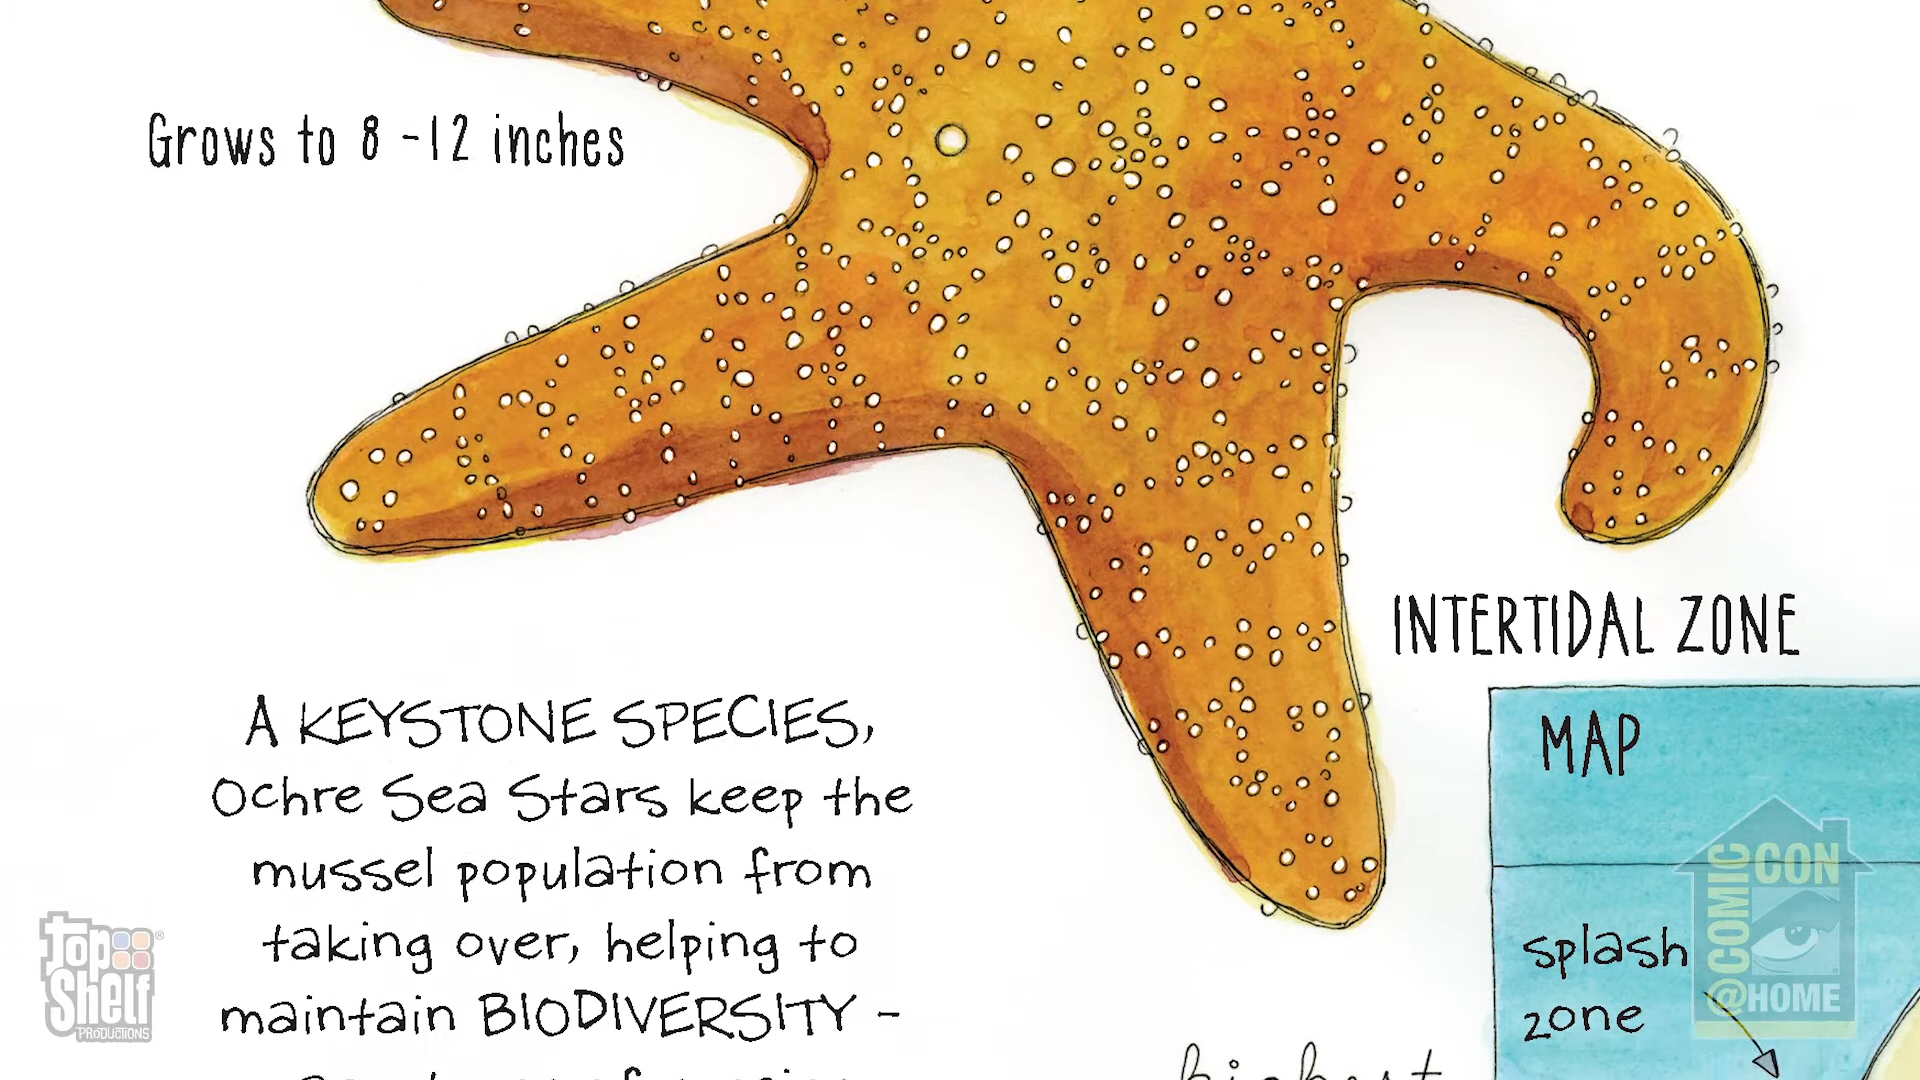 Grows to 8 -12 inches
INTERTIDAL ZONE
A KEYSTONE SPECIES,
Ochre Sea Stars keep the
mussel population from
taking over, helping to
maintain BIODIVERSITY -
MAP
splash
zone
highest
Top
Shelf
PRODUCTIONS
COMIC
CON
@HOME